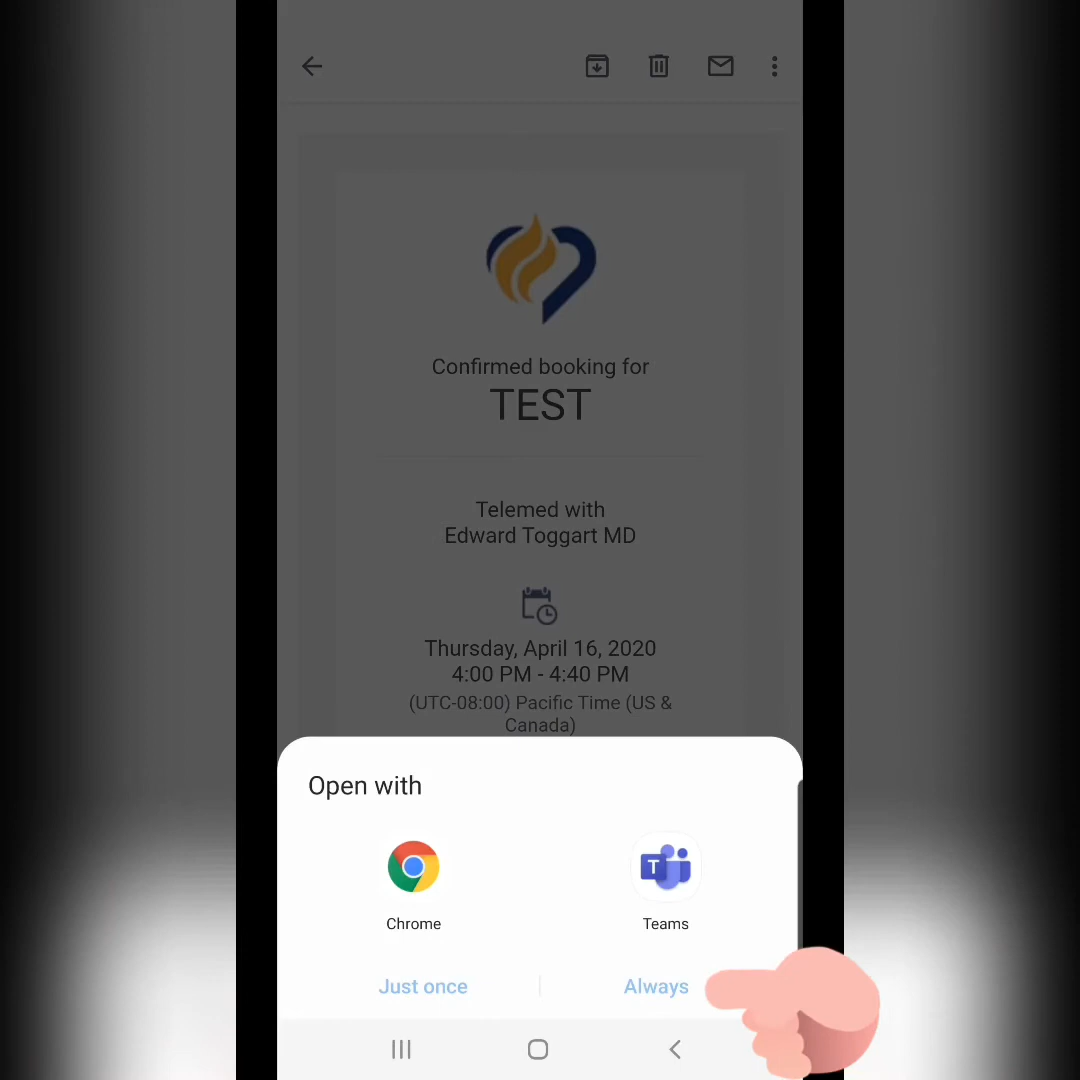 Confirmed booking for
TEST
Telemed with
Edward Toggart MD
Thursday, April 16, 2020
4:00 PM - 4:40 PM
(UTC-08:00) Pacific Time (US &
Canada)
Open with
T
Chrome
Teams
Just once
Always